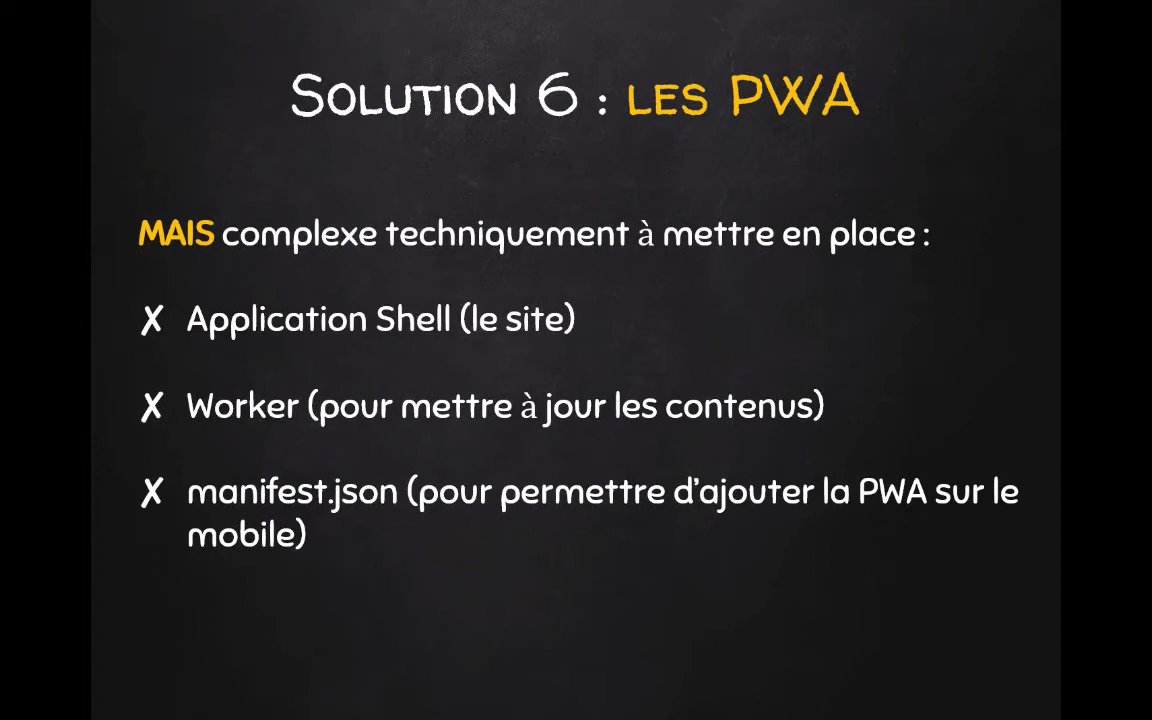 Solution 6 : les PWA
MAIS complexe techniquement à mettre en place :
✗ Application Shell (le site)
✗ Worker (pour mettre à jour les contenus)
✗ manifest.json (pour permettre d’ajouter la PWA sur le
mobile)